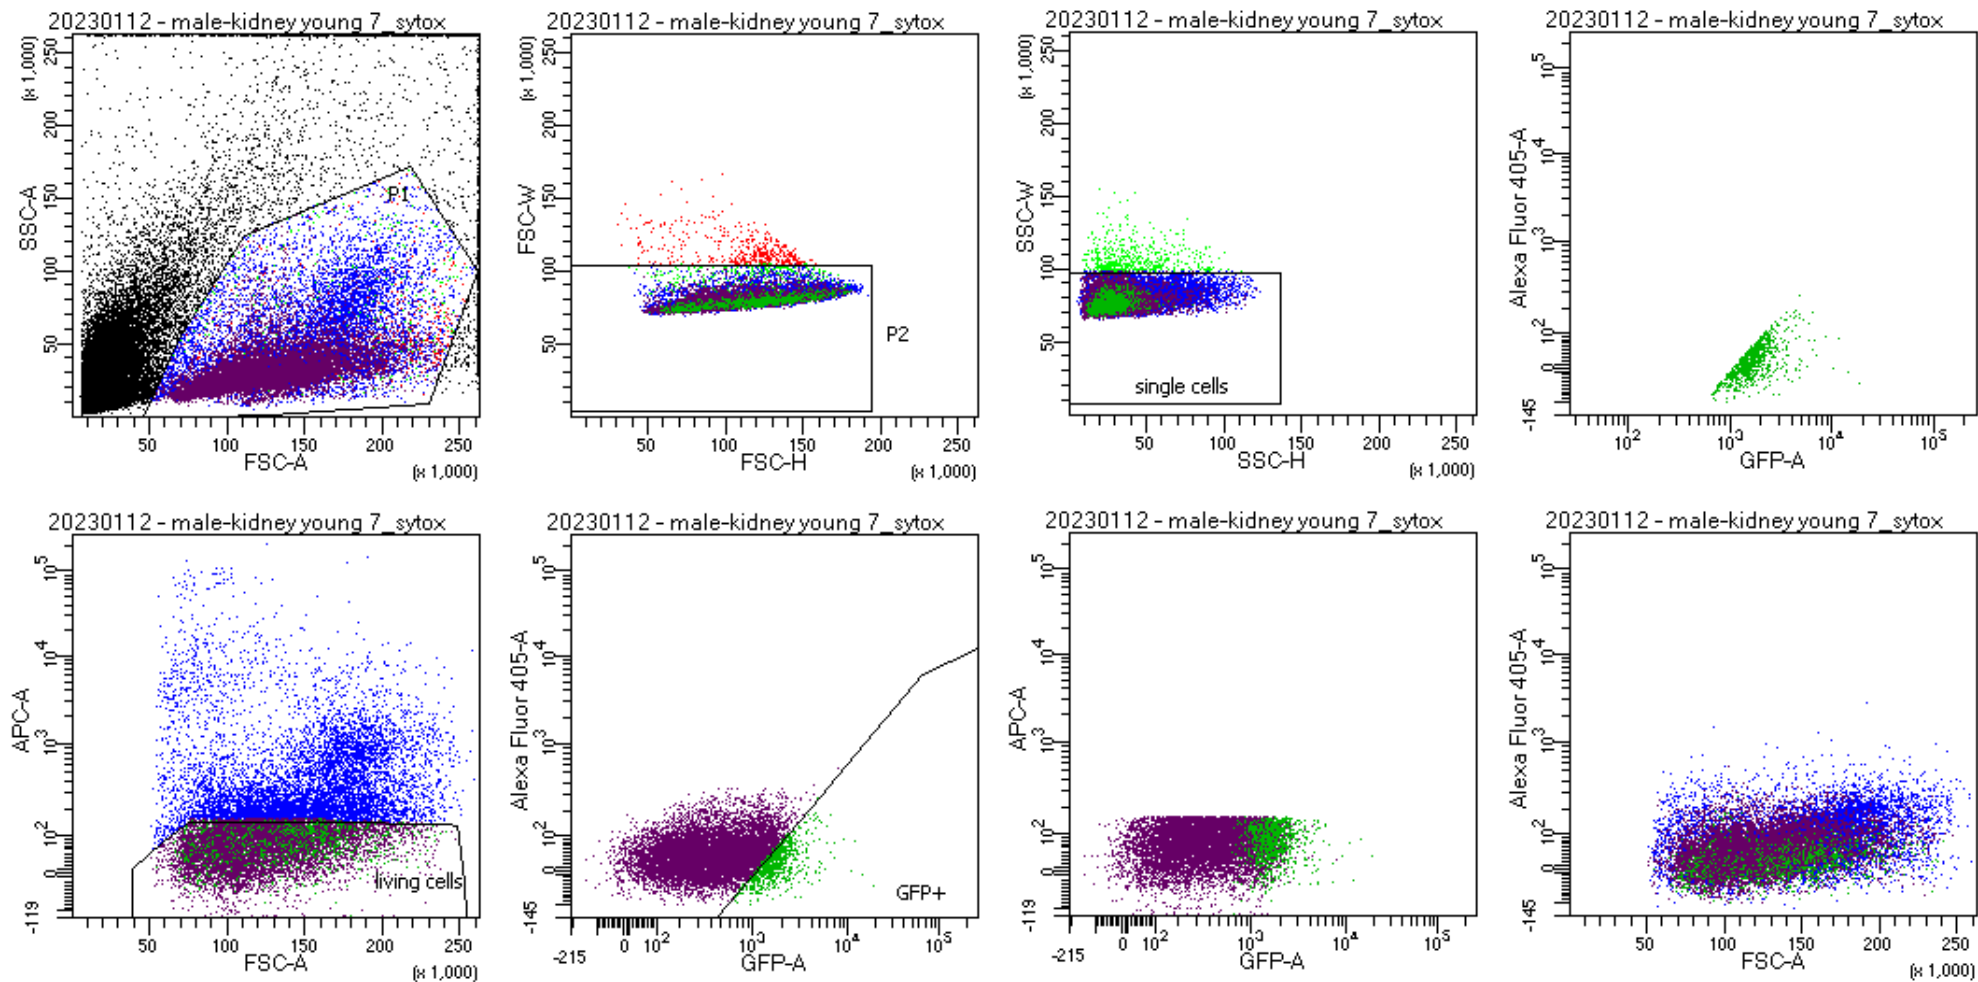 20230112 - male-kidney young 7_sytox
(x 1,000)
250
200
150
100
50
SSC-A
P1
50 100 150 200 250
FSC-A
(x 1,000)
20230112 - male-kidney young 7_sytox
(x 1,000)
250
200
150
100
50
FSC-W
P2
50 100 150 200 250
FSC-H
(x 1,000)
20230112 - male-kidney young 7_sytox
(x 1,000)
250
200
150
100
50
SSC-W
single cells
50 100 150 200 250
SSC-H
(x 1,000)
20230112 - male-kidney young 7_sytox
Alexa Fluor 405-A
10^5
10^4
10^3
10^2
0
-145
10^2 10^3 10^4 10^5
GFP-A
20230112 - male-kidney young 7_sytox
APC-A
10^5
10^4
10^3
10^2
0
-119
living cells
50 100 150 200 250
FSC-A
(x 1,000)
20230112 - male-kidney young 7_sytox
Alexa Fluor 405-A
10^5
10^4
10^3
10^2
0
-145
GFP+
-215 0 10^2 10^3 10^4 10^5
GFP-A
20230112 - male-kidney young 7_sytox
APC-A
10^5
10^4
10^3
10^2
0
-119
-215 0 10^2 10^3 10^4 10^5
GFP-A
20230112 - male-kidney young 7_sytox
Alexa Fluor 405-A
10^5
10^4
10^3
10^2
0
-145
50 100 150 200 250
FSC-A
(x 1,000)